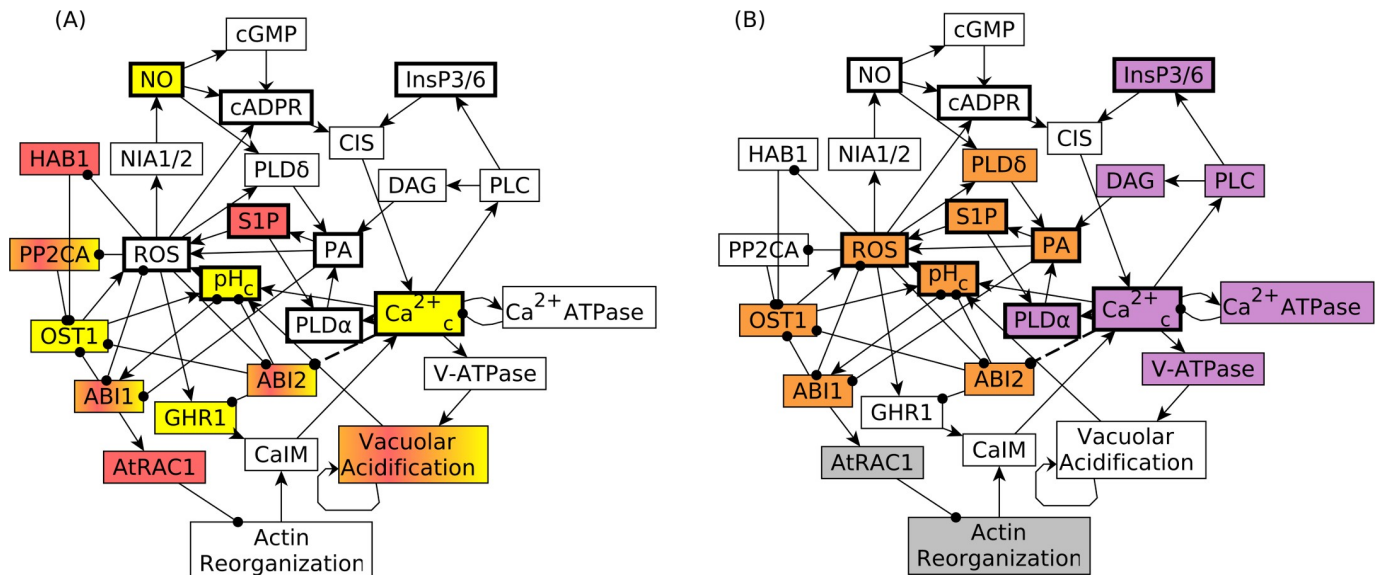 (A)
cGMP
NO
InsP3/6
cADPR
CIS
HAB1
NIA1/2
PLDδ
DAG
PLC
S1P
PP2CA
ROS
PA
pHc
Ca2+c
Ca2+ATPase
PLDα
OST1
V-ATPase
ABI2
ABI1
GHR1
Vacuolar
Acidification
CaIM
AtRAC1
Actin
Reorganization
(B)
cGMP
NO
InsP3/6
cADPR
CIS
HAB1
NIA1/2
PLDδ
DAG
PLC
S1P
PP2CA
ROS
PA
pHc
Ca2+c
Ca2+ATPase
PLDα
OST1
V-ATPase
ABI2
ABI1
GHR1
Vacuolar
Acidification
CaIM
AtRAC1
Actin
Reorganization